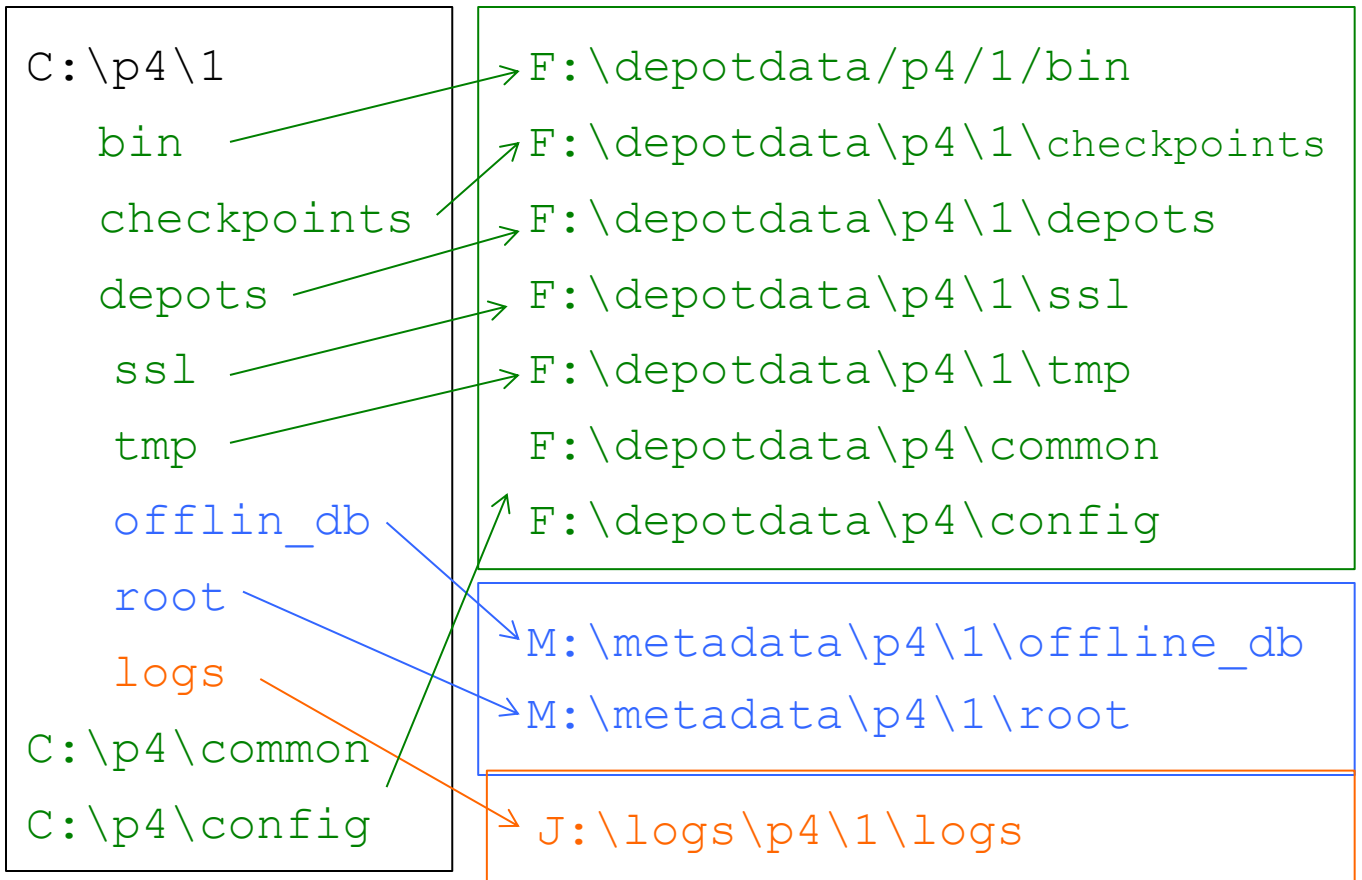 C:\p4\1
bin
checkpoints
depots
ssl
tmp
offlin_db
root
logs
C:\p4\common
C:\p4\config
F:\depotdata/p4/1/bin
F:\depotdata\p4\1\checkpoints
F:\depotdata\p4\1\depots
F:\depotdata\p4\1\ssl
F:\depotdata\p4\1\tmp
F:\depotdata\p4\common
F:\depotdata\p4\config
M:\metadata\p4\1\offline_db
M:\metadata\p4\1\root
J:\logs\p4\1\logs